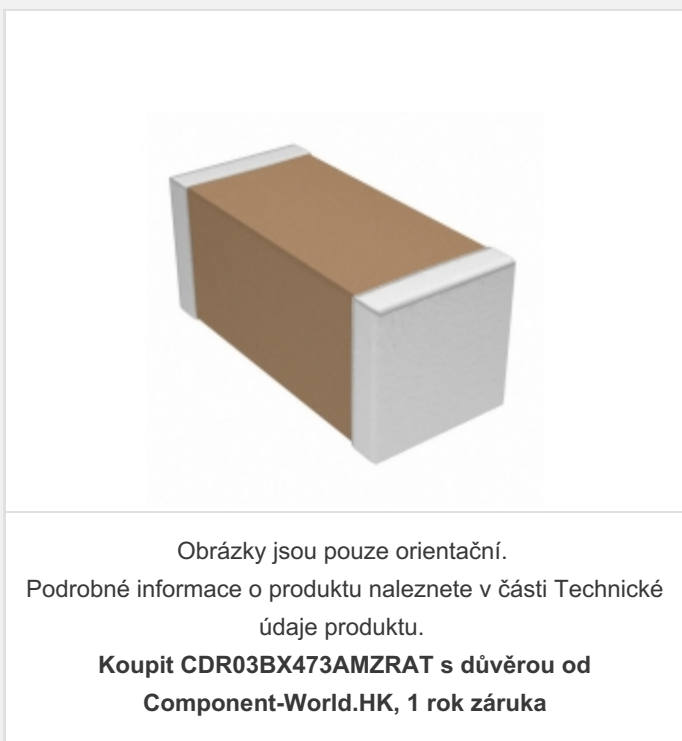 Obrázky jsou pouze orientační.
Podrobné informace o produktu naleznete v části Technické
údaje produktu.
Koupit CDR03BX473AMZRAT s důvěrou od
Component-World.HK, 1 rok záruka